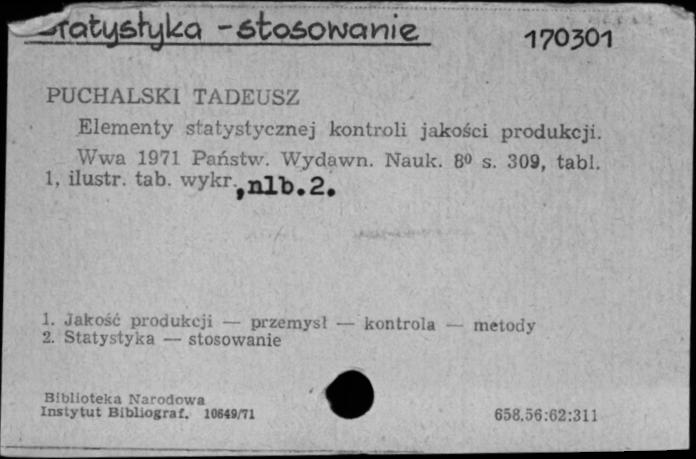 Statystyka - stosowanie
170301
PUCHALSKI TADEUSZ
Elementy statystycznej kontroli jakości produkcji.
Wwa 1971 Państw. Wydawn. Nauk. 8⁰ s. 309, tabl.
1, ilustr. tab. wykr., nlb. 2.
1. Jakość produkcji — przemysł — kontrola — metody
2. Statystyka — stosowanie
Biblioteka Narodowa
Instytut Bibliograf. 10649/71
658.56:62:311